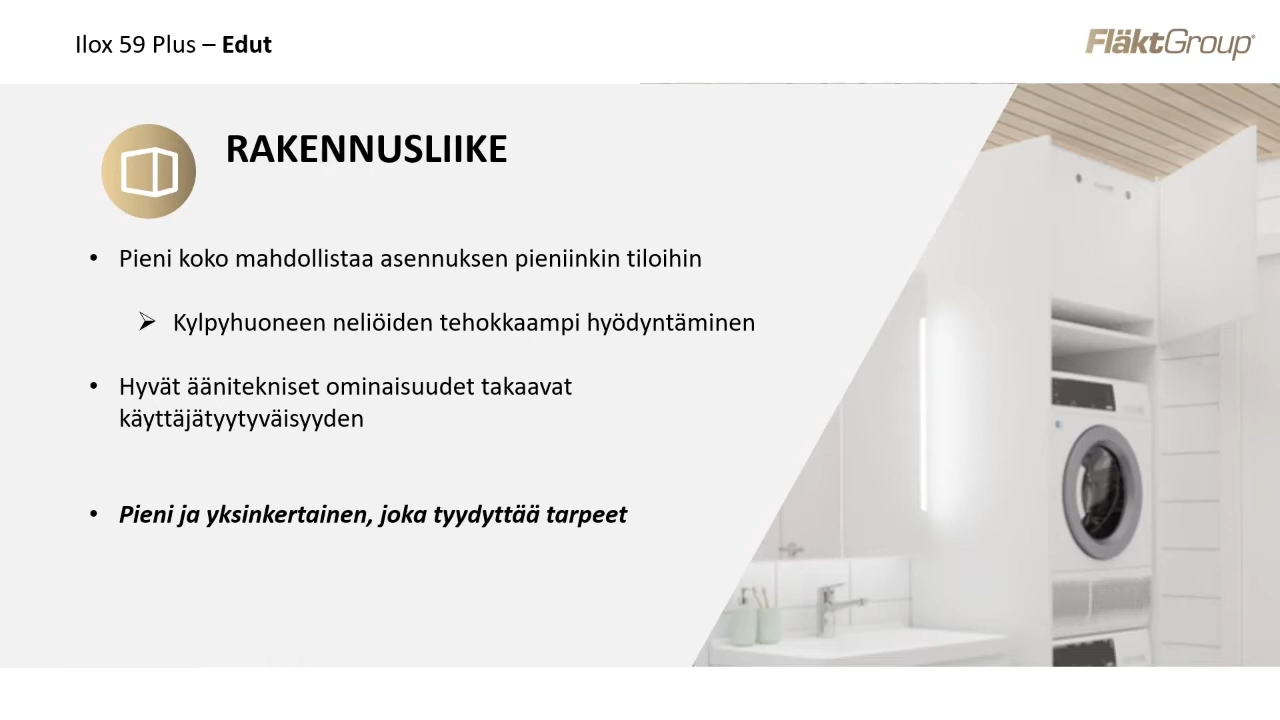 Ilox 59 Plus – Edut
FläktGroup®
RAKENNUSLIIKE
• Pieni koko mahdollistaa asennuksen pieniinkin tiloihin
➢ Kylpyhuoneen neliöiden tehokkaampi hyödyntäminen
• Hyvät äänitekniset ominaisuudet takaavat
käyttäjätyytyväisyyden
• Pieni ja yksinkertainen, joka tyydyttää tarpeet